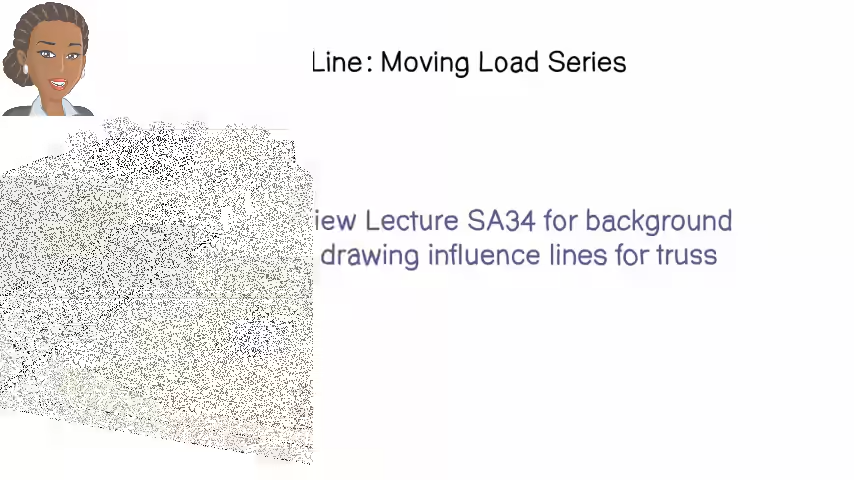 Line: Moving Load Series
iew Lecture SA34 for background
drawing influence lines for truss